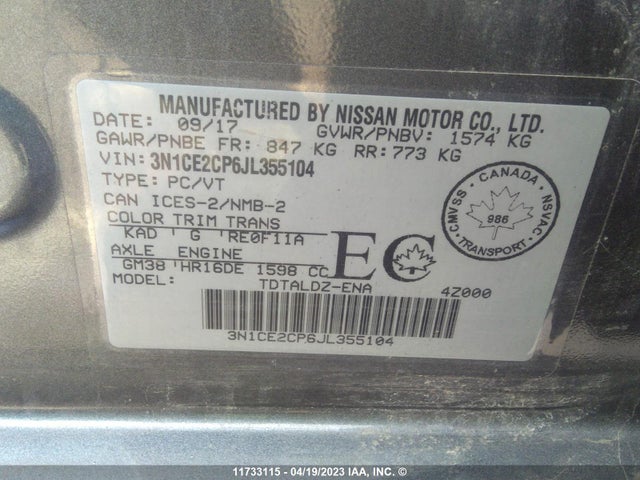 MANUFACTURED BY NISSAN MOTOR CO., LTD.
DATE: 09/17 GVWR/PNBV: 1574 KG
GAWR/PNBE FR: 847 KG RR: 773 KG
VIN: 3N1CE2CP6JL355104
TYPE: PC/VT
CAN ICES-2/NMB-2
COLOR TRIM TRANS
KAD ' G 'RE0F11A
AXLE ENGINE
GM38 'HR16DE 1598 CC
MODEL: TDTALDZ-ENA 4Z000
EC
CMVSS · CANADA · NSVAC
986
TRANSPORT
3N1CE2CP6JL355104
11733115 - 04/19/2023 IAA, INC. ©